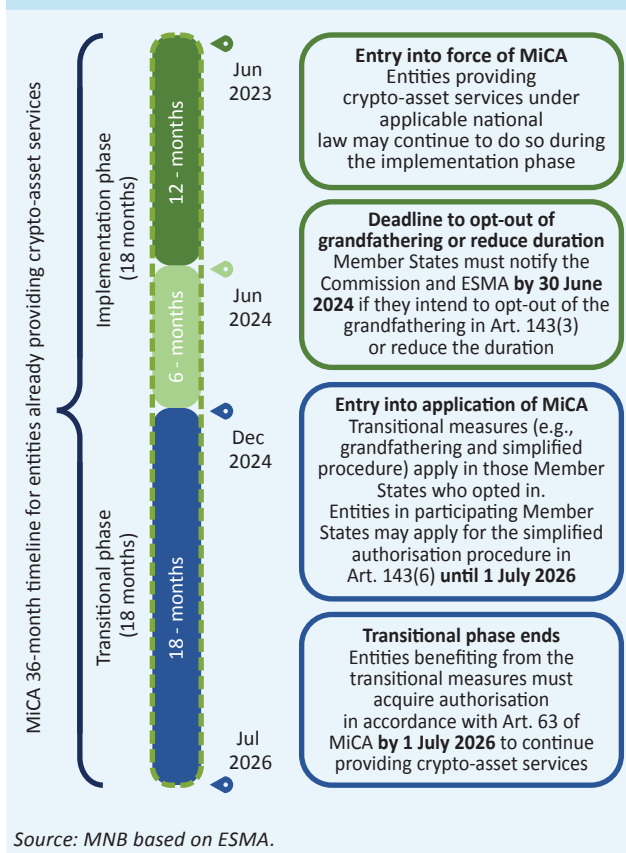 MiCA 36-month timeline for entities already providing crypto-asset services
Implementation phase
(18 months)
Transitional phase
(18 months)
12 - months
6 - months
18 - months
Jun
2023
Entry into force of MiCA
Entities providing
crypto-asset services under
applicable national
law may continue to do so during
the implementation phase
Jun
2024
Deadline to opt-out of
grandfathering or reduce duration
Member States must notify the
Commission and ESMA by 30 June
2024 if they intend to opt-out of the
grandfathering in Art. 143(3)
or reduce the duration
Dec
2024
Entry into application of MiCA
Transitional measures (e.g.,
grandfathering and simplified
procedure) apply in those Member
States who opted in.
Entities in participating Member
States may apply for the simplified
authorisation procedure in
Art. 143(6) until 1 July 2026
Jul
2026
Transitional phase ends
Entities benefiting from the
transitional measures must
acquire authorisation
in accordance with Art. 63 of
MiCA by 1 July 2026 to continue
providing crypto-asset services
Source: MNB based on ESMA.